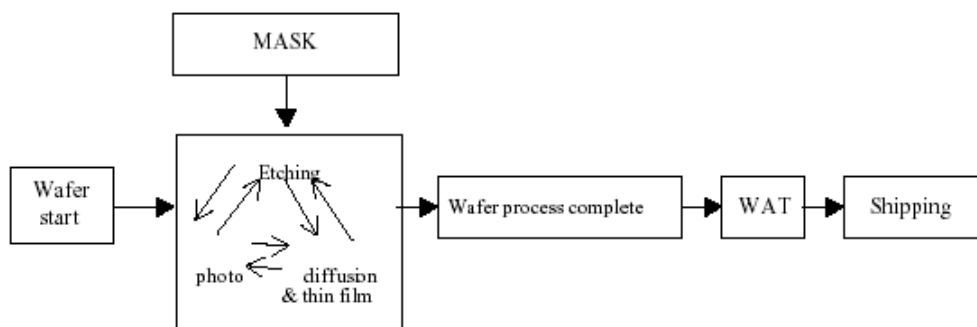 MASK
Etching
Wafer
start
Wafer process complete
WAT
Shipping
photo
diffusion
& thin film